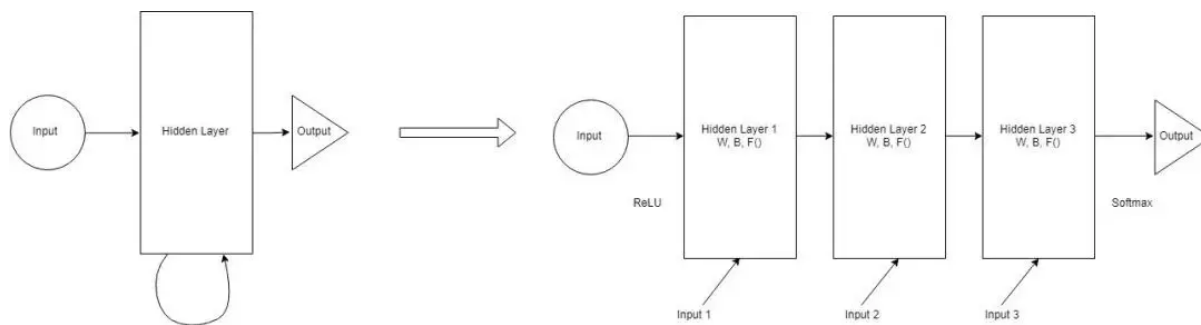 Input
Hidden Layer
Output
Input
ReLU
Hidden Layer 1
W, B, F()
Hidden Layer 2
W, B, F()
Hidden Layer 3
W, B, F()
Softmax
Output
Input 1
Input 2
Input 3